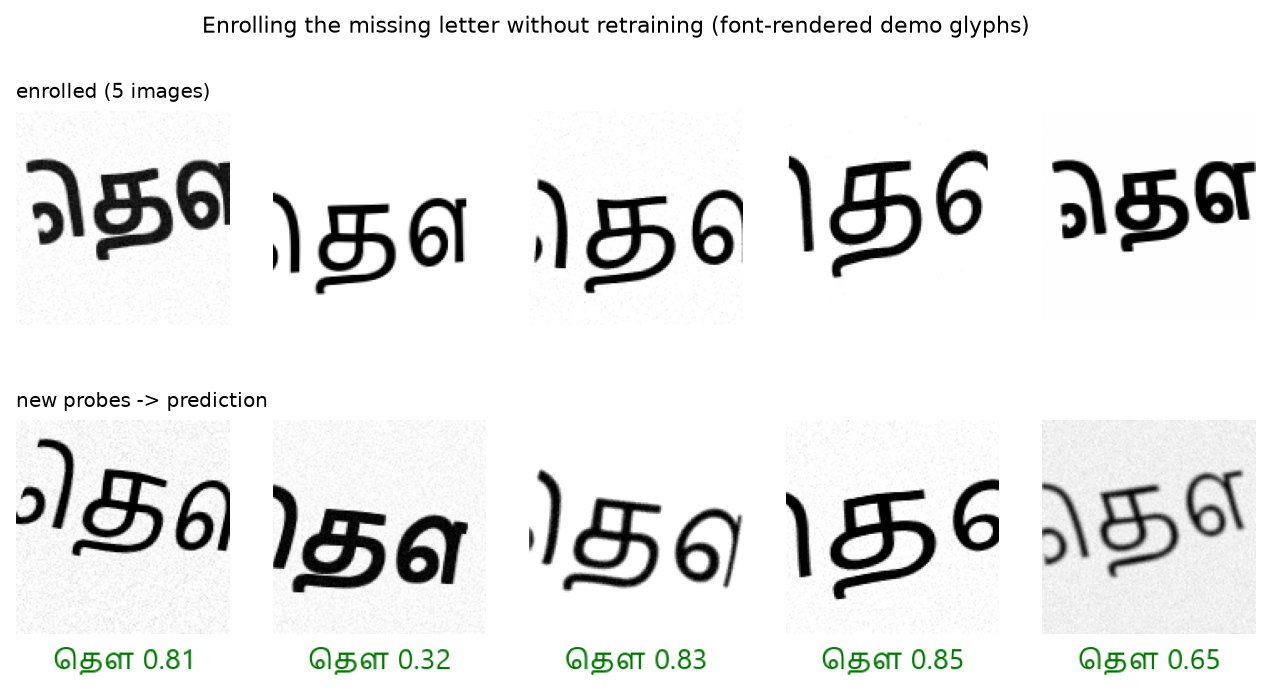 Enrolling the missing letter without retraining (font-rendered demo glyphs)
enrolled (5 images)
தௌ தௌ தௌ தௌ தௌ
new probes -> prediction
தௌ தௌ தௌ தௌ தௌ
தௌ 0.81 தௌ 0.32 தௌ 0.83 தௌ 0.85 தௌ 0.65